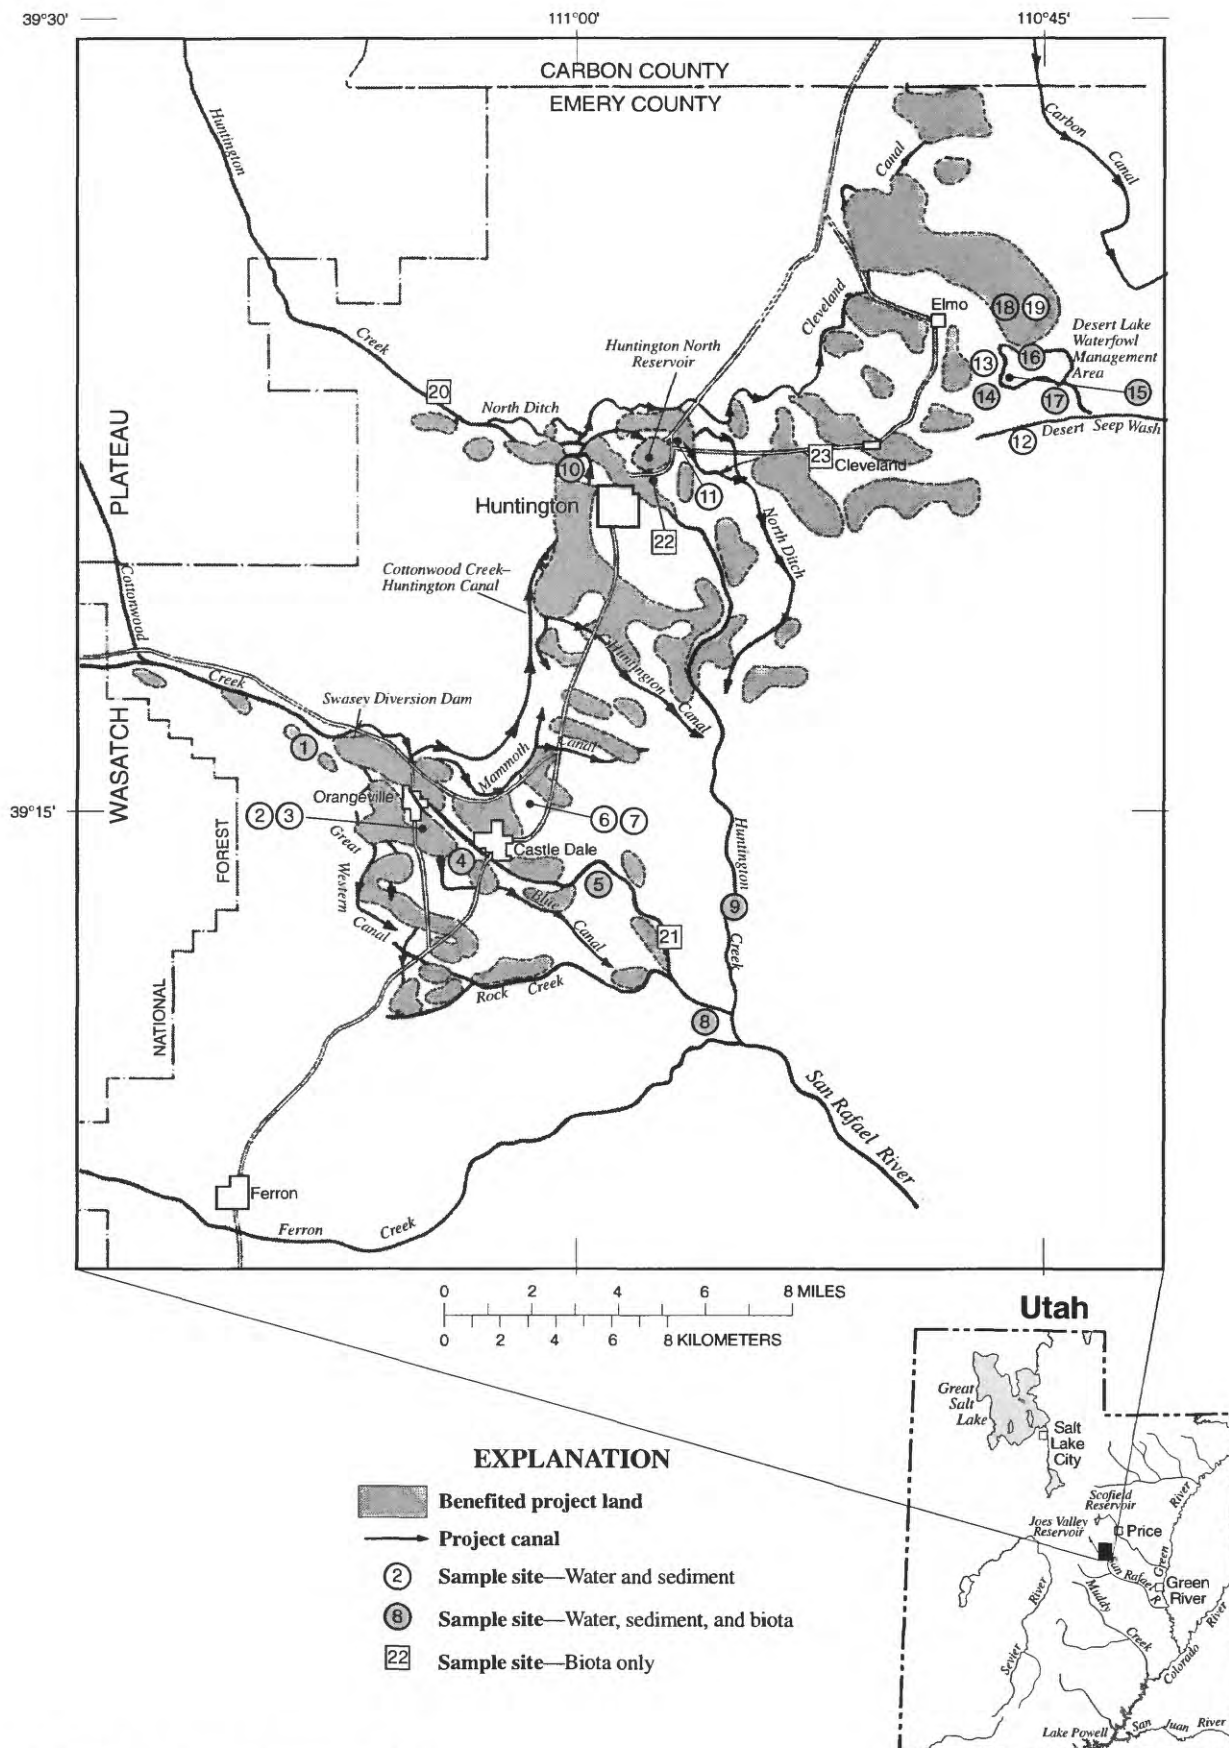 39°30'
111°00'
110°45'
CARBON COUNTY
EMERY COUNTY
Huntington
Creek
Carbon
Canal
Canal
Cleveland
Elmo
18
19
Desert Lake
Waterfowl
Management
Area
13
16
14
17
15
12
Desert Seep Wash
Huntington North
Reservoir
20
North Ditch
10
11
23
Cleveland
Huntington
22
North Ditch
PLATEAU
Cottonwood
Creek
Cottonwood Creek–
Huntington Canal
Huntington
Canal
Swasey Diversion Dam
1
WASATCH
Mammoth
Canal
39°15'
Orangeville
2
3
6
7
Great
Western
Canal
4
Castle Dale
5
Blue
Canal
FOREST
21
9
Huntington
Creek
Rock Creek
8
NATIONAL
San Rafael River
Ferron
Ferron Creek
0 2 4 6 8 MILES
0 2 4 6 8 KILOMETERS
Utah
Great
Salt
Lake
Salt
Lake
City
Scofield
Reservoir
River
Joes Valley
Reservoir
Price
Green
San Rafael R.
Green
River
Muddy
Creek
River
Sevier
River
Colorado
Lake Powell
San Juan River
EXPLANATION
Benefited project land
Project canal
2 Sample site—Water and sediment
8 Sample site—Water, sediment, and biota
22 Sample site—Biota only